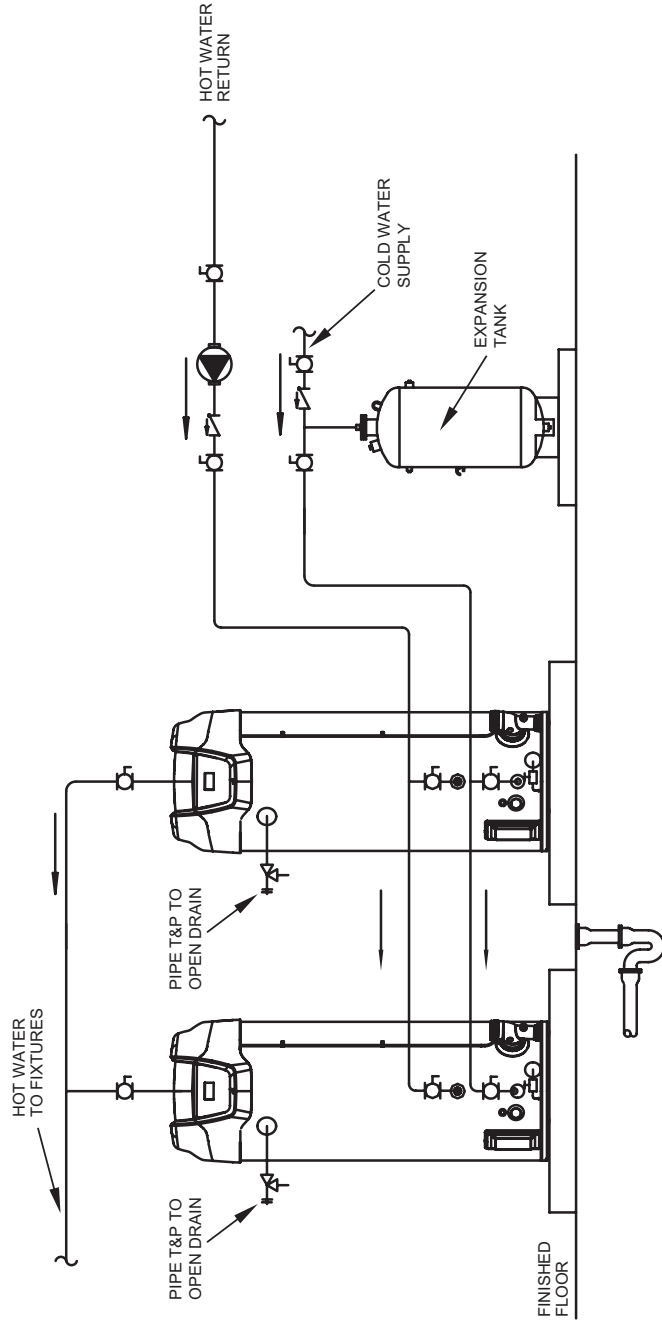 HOT WATER
TO FIXTURES
HOT WATER
RETURN
COLD WATER
SUPPLY
PIPE T&P TO
OPEN DRAIN
PIPE T&P TO
OPEN DRAIN
EXPANSION
TANK
FINISHED
FLOOR